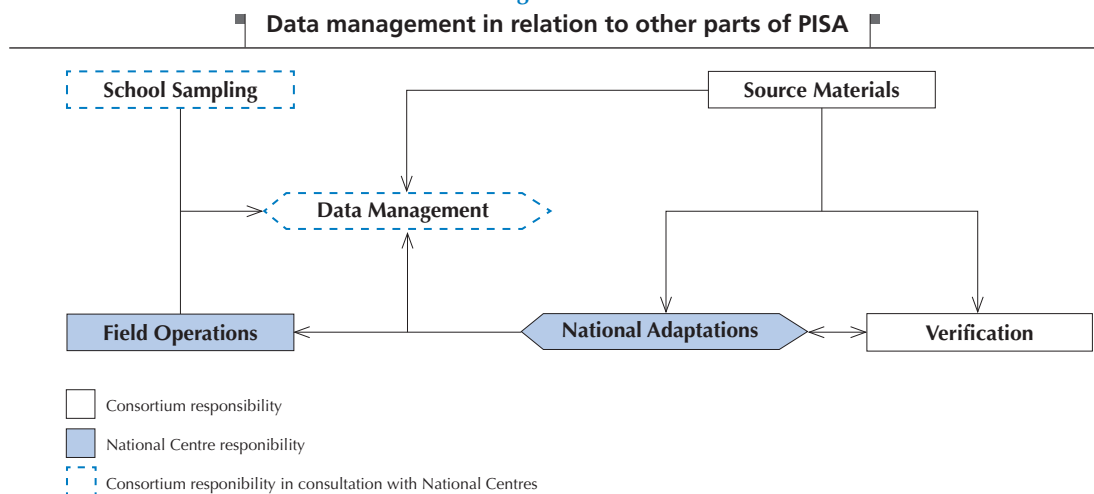 Data management in relation to other parts of PISA
School Sampling
Source Materials
Data Management
Field Operations
National Adaptations
Verification
Consortium responsibility
National Centre responibility
Consortium responibility in consultation with National Centres